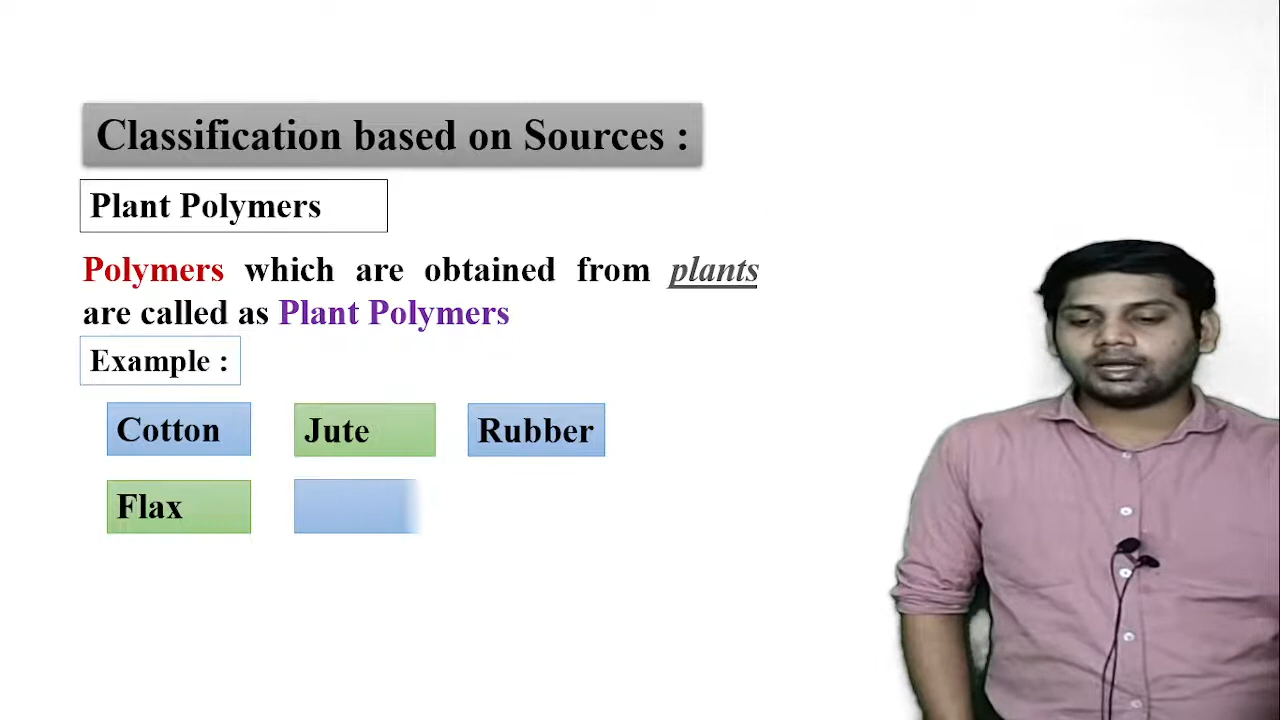 Classification based on Sources :
Plant Polymers
Polymers which are obtained from plants
are called as Plant Polymers
Example :
Cotton Jute Rubber
Flax